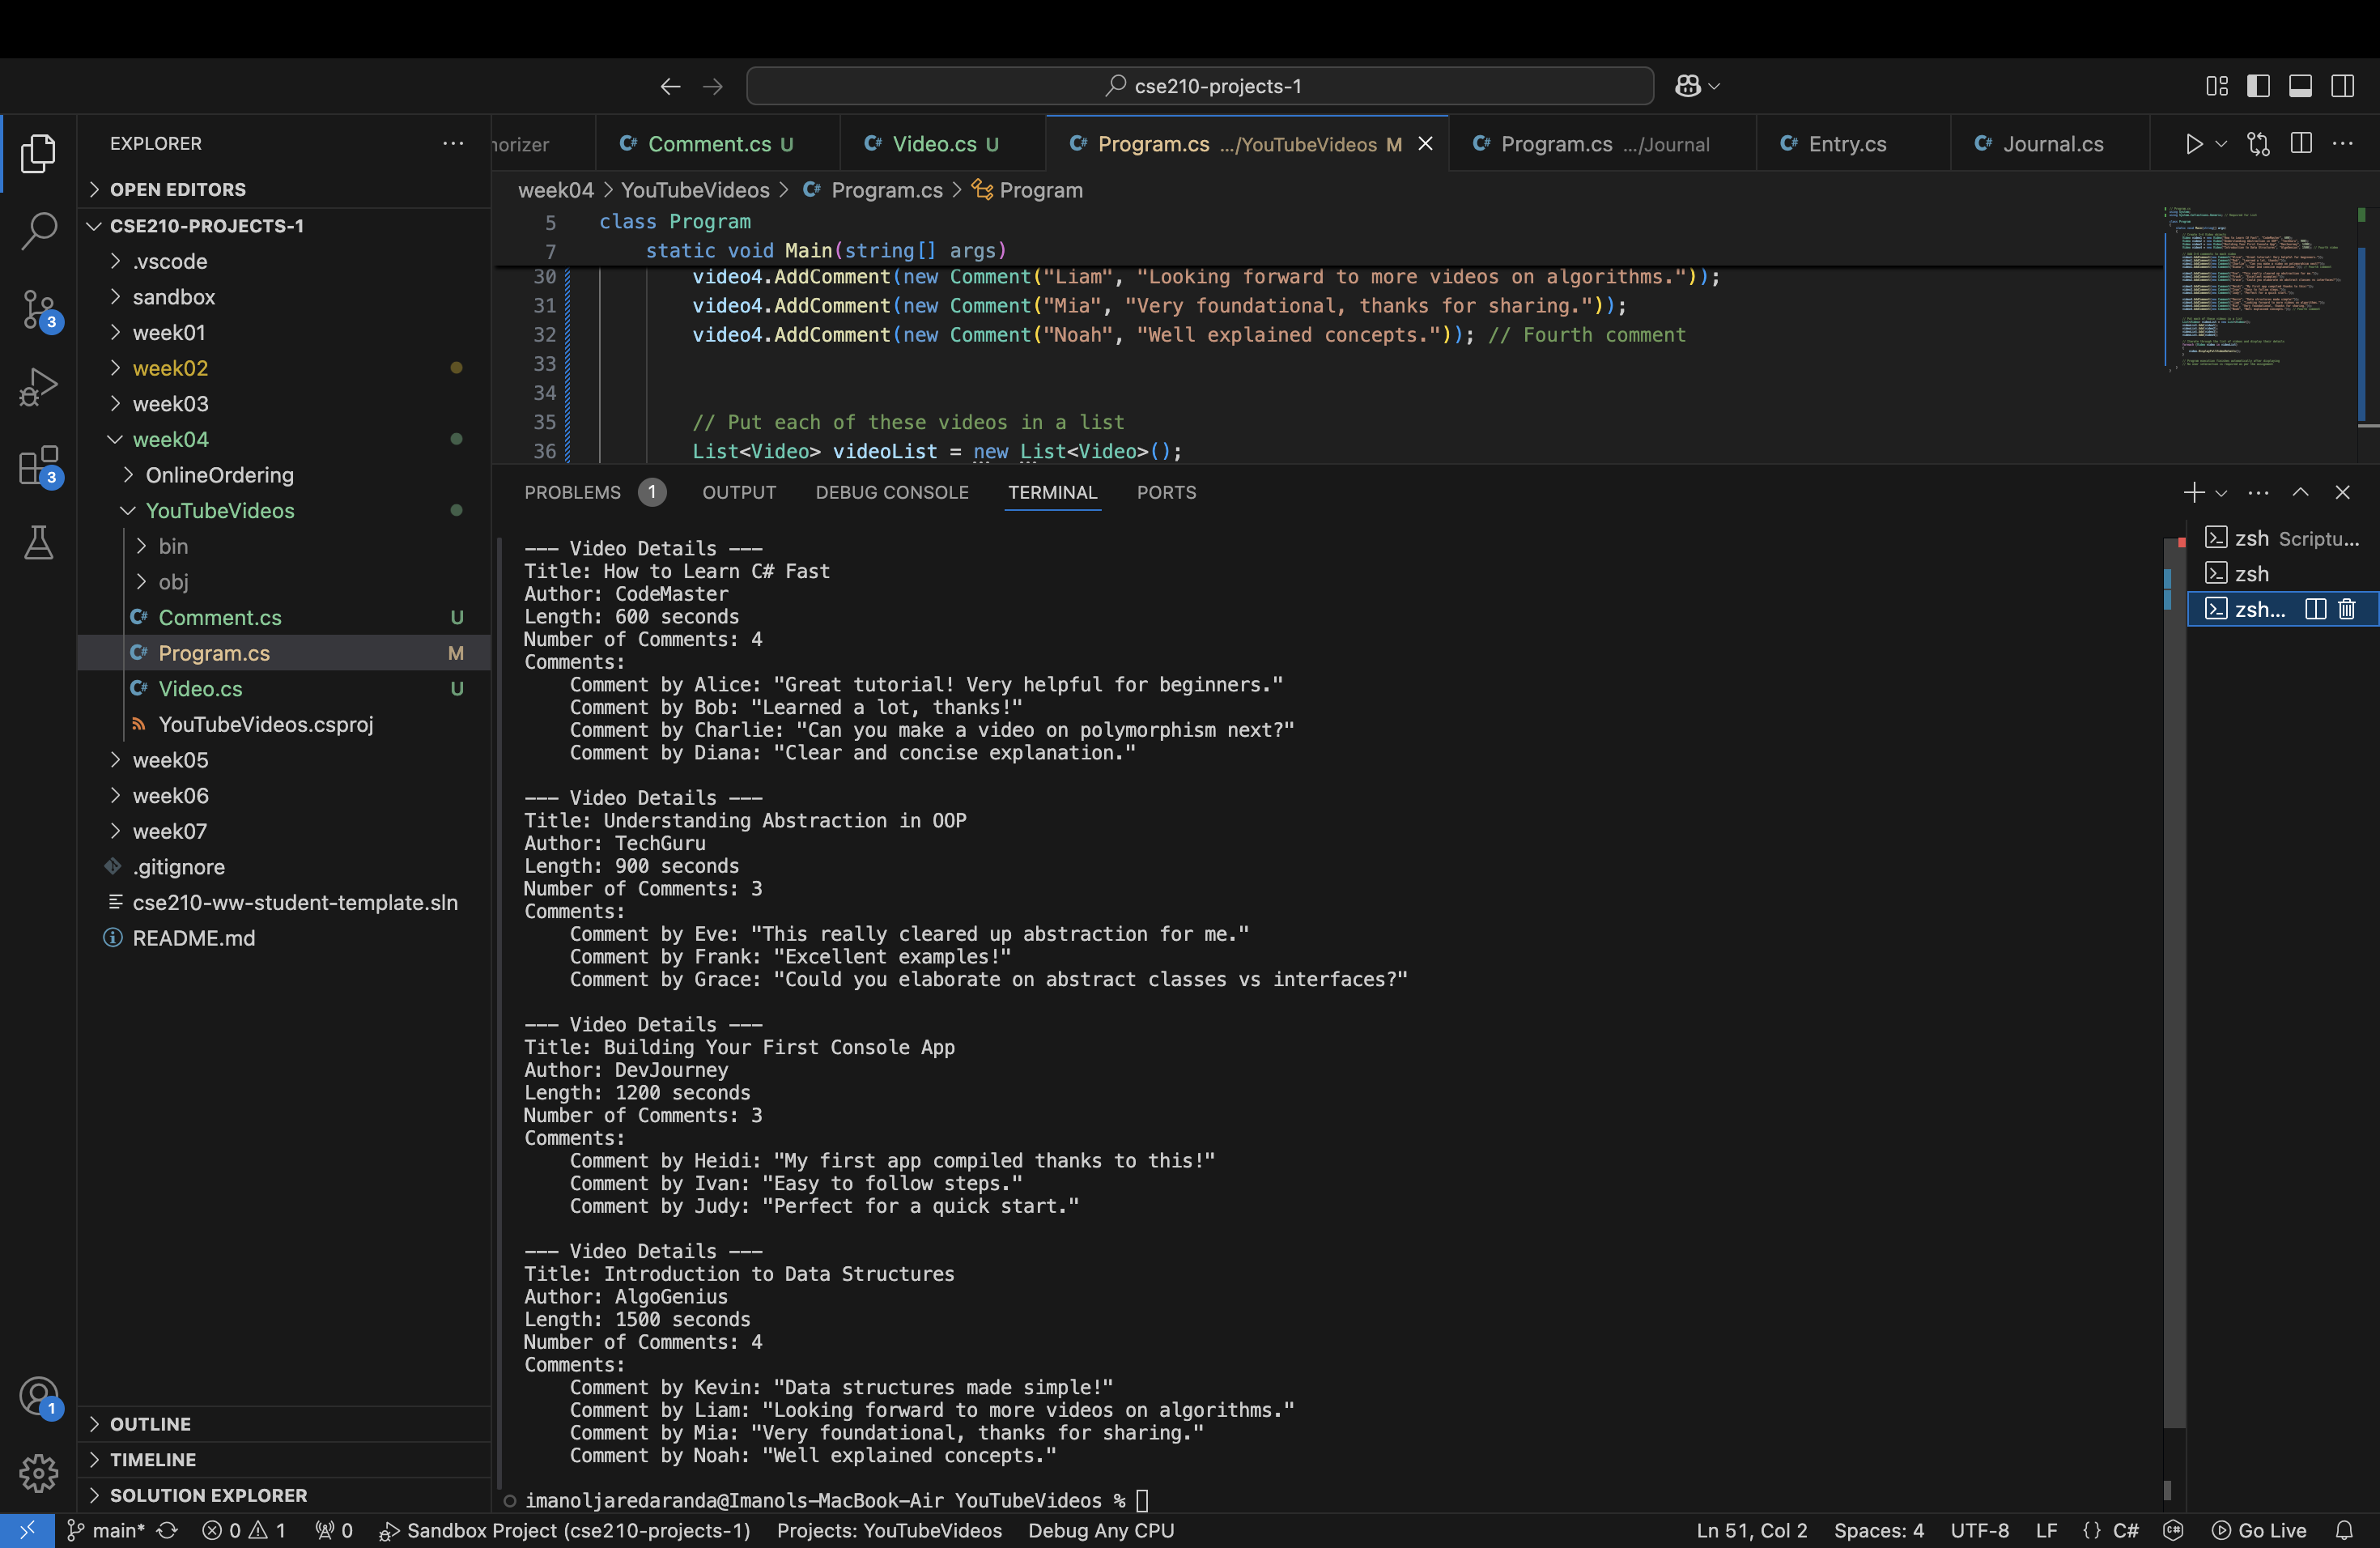 cse210-projects-1
EXPLORER
OPEN EDITORS
CSE210-PROJECTS-1
.vscode
sandbox
week01
week02
week03
week04
OnlineOrdering
YouTubeVideos
bin
obj
Comment.cs U
Program.cs M
Video.cs U
YouTubeVideos.csproj
week05
week06
week07
.gitignore
cse210-ww-student-template.sln
README.md
OUTLINE
TIMELINE
SOLUTION EXPLORER
3
3
1
norizer Comment.cs U Video.cs U Program.cs .../YouTubeVideos M Program.cs .../Journal Entry.cs Journal.cs
week04 > YouTubeVideos > Program.cs > Program
5 class Program
7 static void Main(string[] args)
30 video4.AddComment(new Comment("Liam", "Looking forward to more videos on algorithms."));
31 video4.AddComment(new Comment("Mia", "Very foundational, thanks for sharing."));
32 video4.AddComment(new Comment("Noah", "Well explained concepts.")); // Fourth comment
33
34
35 // Put each of these videos in a list
36 List<Video> videoList = new List<Video>();
PROBLEMS 1 OUTPUT DEBUG CONSOLE TERMINAL PORTS
--- Video Details ---
Title: How to Learn C# Fast
Author: CodeMaster
Length: 600 seconds
Number of Comments: 4
Comments:
Comment by Alice: "Great tutorial! Very helpful for beginners."
Comment by Bob: "Learned a lot, thanks!"
Comment by Charlie: "Can you make a video on polymorphism next?"
Comment by Diana: "Clear and concise explanation."
--- Video Details ---
Title: Understanding Abstraction in OOP
Author: TechGuru
Length: 900 seconds
Number of Comments: 3
Comments:
Comment by Eve: "This really cleared up abstraction for me."
Comment by Frank: "Excellent examples!"
Comment by Grace: "Could you elaborate on abstract classes vs interfaces?"
--- Video Details ---
Title: Building Your First Console App
Author: DevJourney
Length: 1200 seconds
Number of Comments: 3
Comments:
Comment by Heidi: "My first app compiled thanks to this!"
Comment by Ivan: "Easy to follow steps."
Comment by Judy: "Perfect for a quick start."
--- Video Details ---
Title: Introduction to Data Structures
Author: AlgoGenius
Length: 1500 seconds
Number of Comments: 4
Comments:
Comment by Kevin: "Data structures made simple!"
Comment by Liam: "Looking forward to more videos on algorithms."
Comment by Mia: "Very foundational, thanks for sharing."
Comment by Noah: "Well explained concepts."
imanoljaredaranda@Imanols-MacBook-Air YouTubeVideos %
zsh Scriptu...
zsh
zsh...
main* 0 1 0 Sandbox Project (cse210-projects-1) Projects: YouTubeVideos Debug Any CPU Ln 51, Col 2 Spaces: 4 UTF-8 LF {} C# Go Live